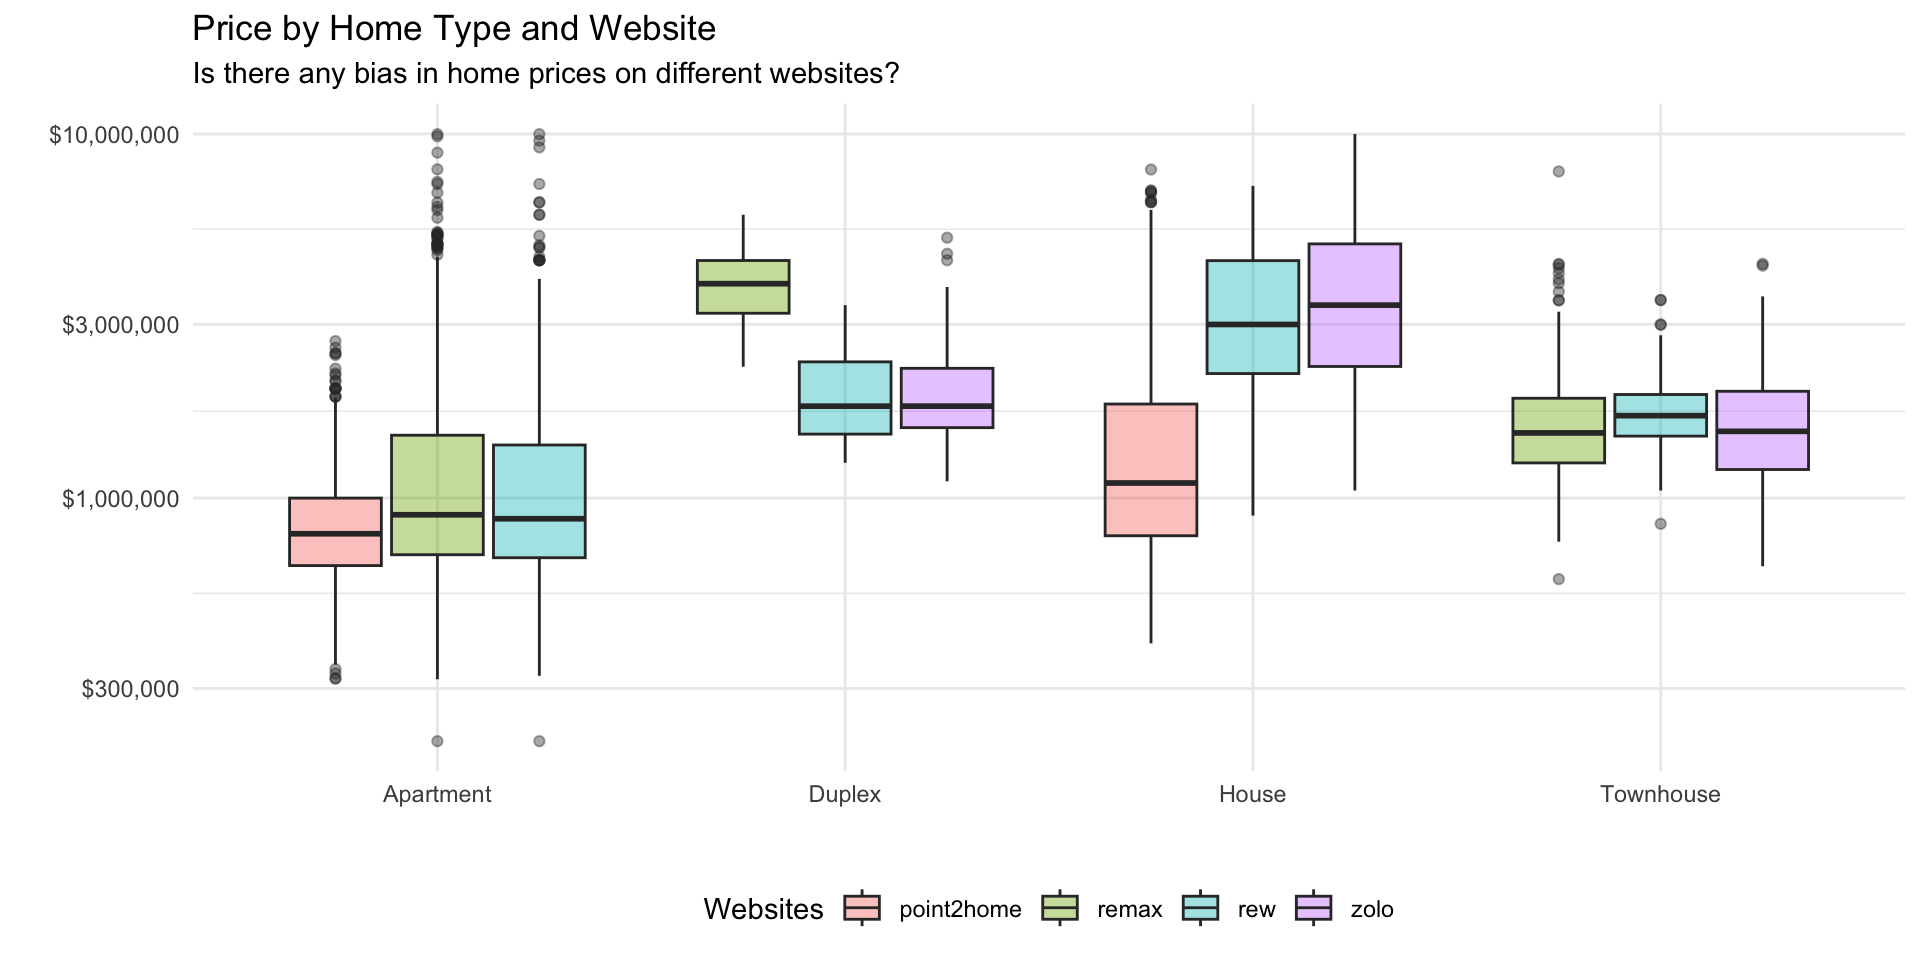 Price by Home Type and Website
Is there any bias in home prices on different websites?
$10,000,000
$3,000,000
$1,000,000
$300,000
Apartment Duplex House Townhouse
Websites point2home remax rew zolo